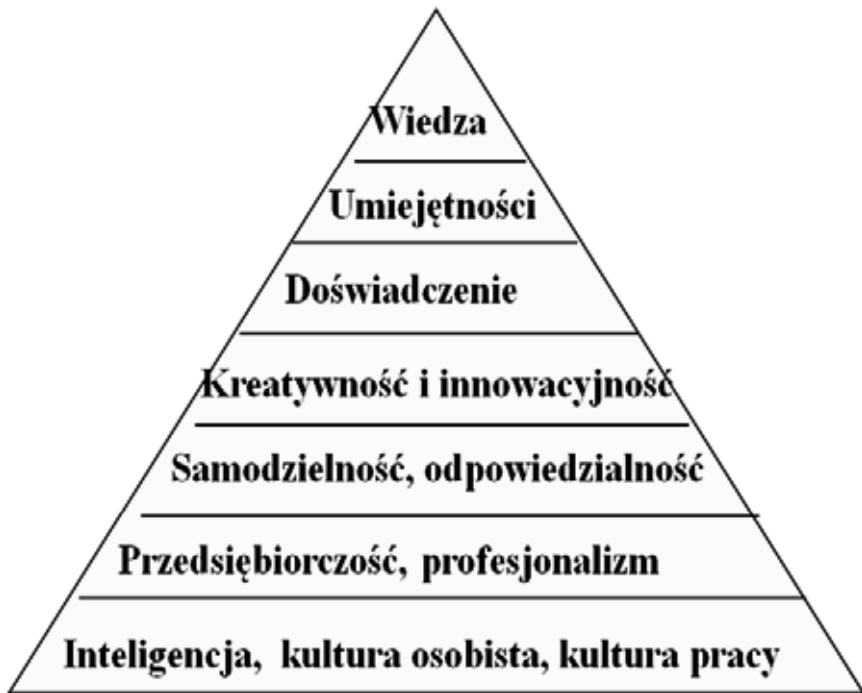 Wiedza
Umiejętności
Doświadczenie
Kreatywność i innowacyjność
Samodzielność, odpowiedzialność
Przedsiębiorczość, profesjonalizm
Inteligencja, kultura osobista, kultura pracy